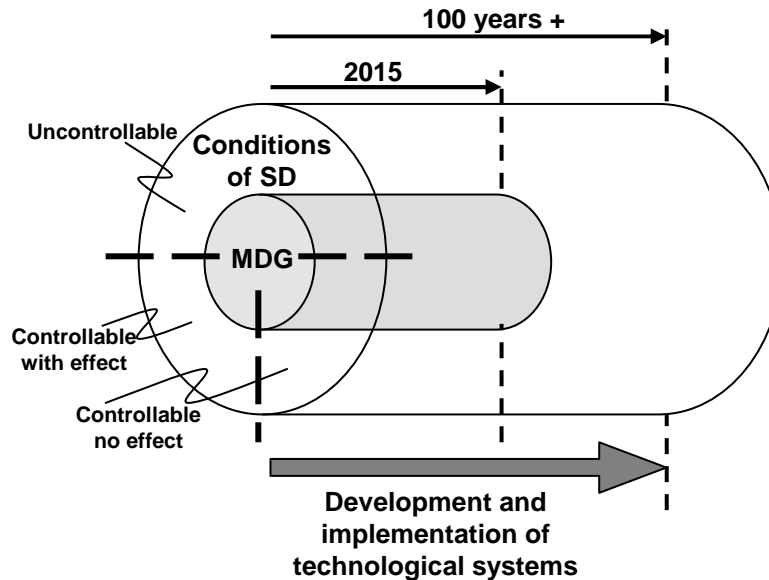 100 years +
2015
Uncontrollable
Conditions
of SD
MDG
Controllable
with effect
Controllable
no effect
Development and
implementation of
technological systems